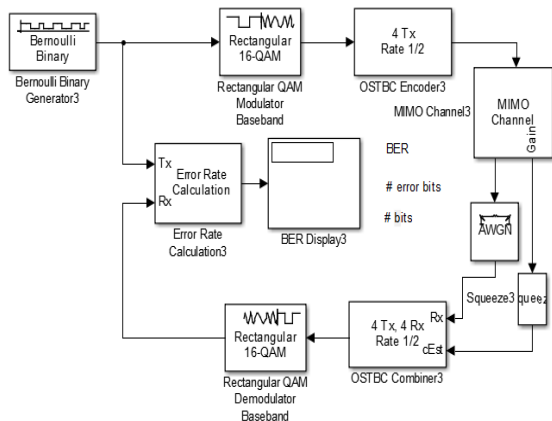 Bernoulli
Binary
Bernoulli Binary
Generator3
Rectangular
16-QAM
Rectangular QAM
Modulator
Baseband
4 Tx
Rate 1/2
OSTBC Encoder3
MIMO Channel3
MIMO
Channel
Gain
Tx
Rx
Error Rate
Calculation
Error Rate
Calculation3
BER Display3
BER
# error bits
# bits
AWGN
Squeeze3
queez
Rx
cEst
4 Tx, 4 Rx
Rate 1/2
OSTBC Combiner3
Rectangular
16-QAM
Rectangular QAM
Demodulator
Baseband